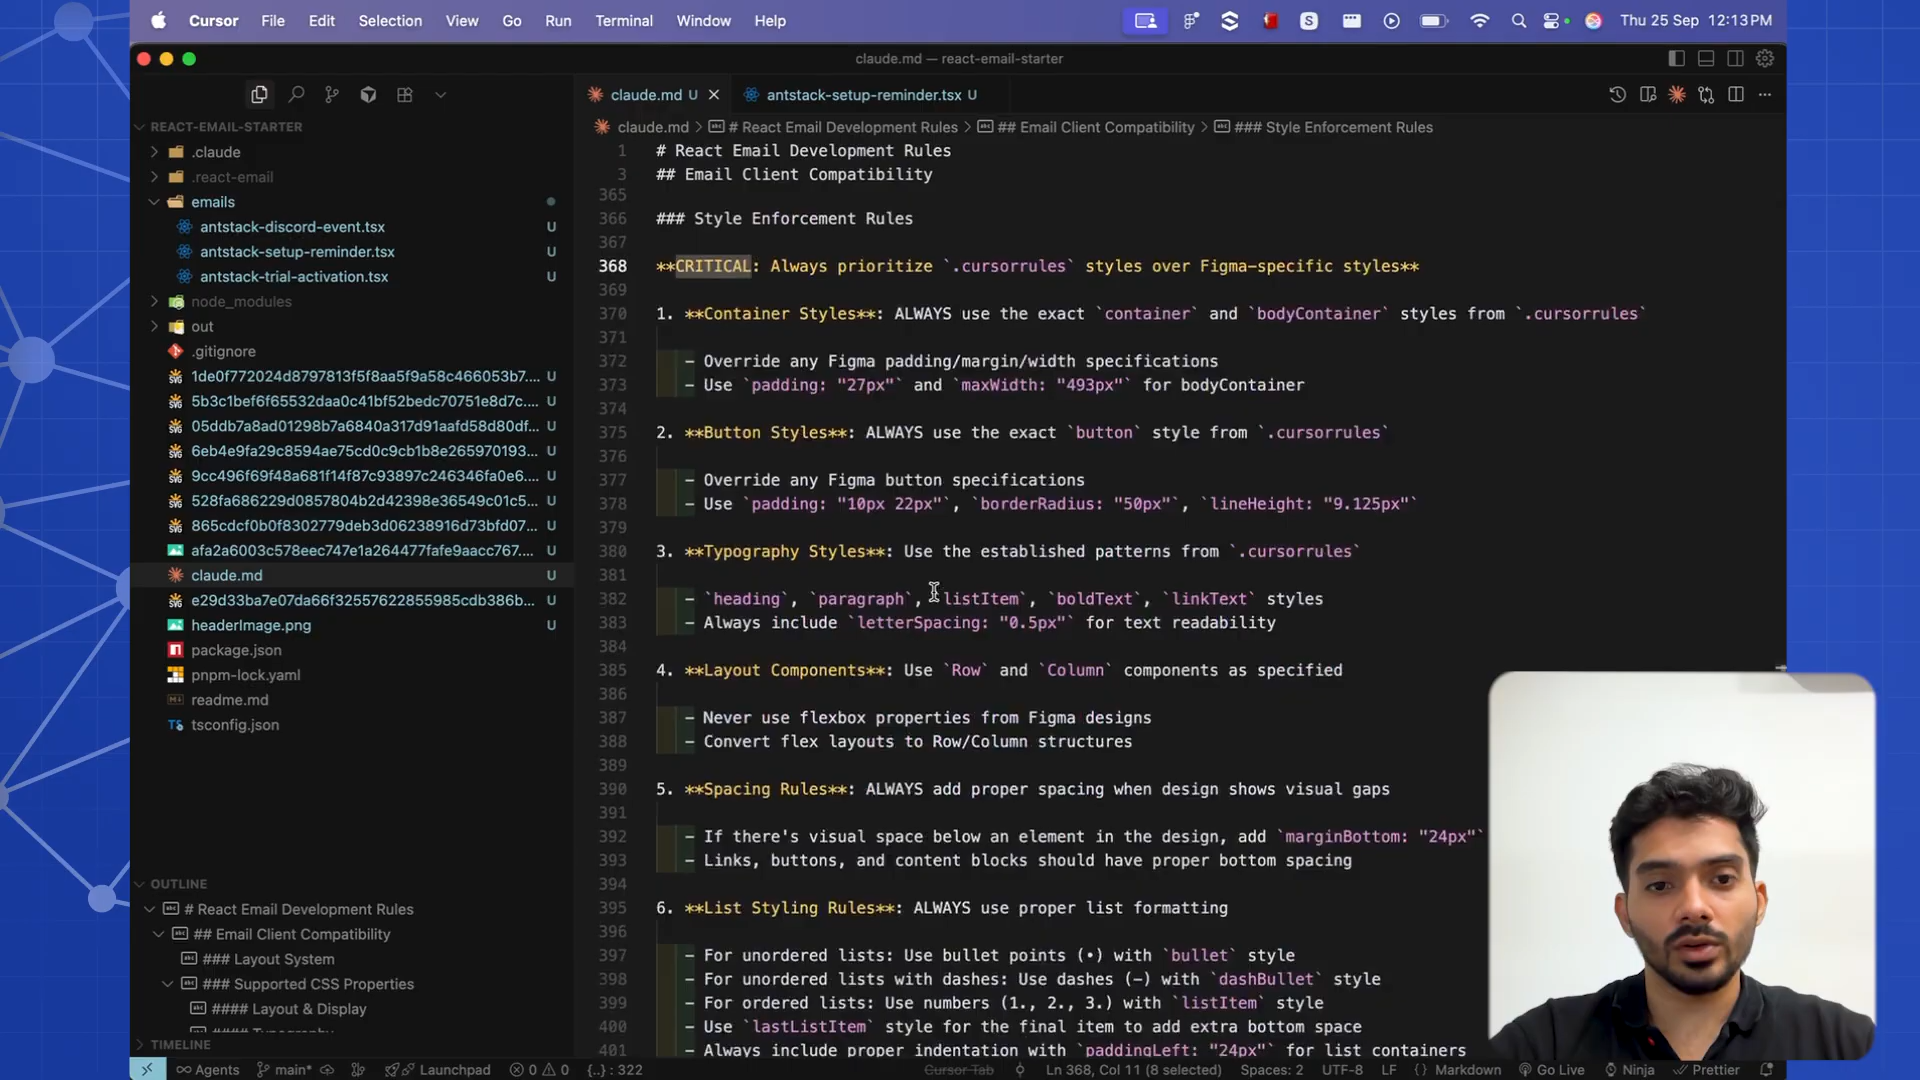 Cursor File Edit Selection View Go Run Terminal Window Help Thu 25 Sep 12:13 PM
claude.md — react-email-starter
claude.md U
antstack-setup-reminder.tsx U
claude.md > # React Email Development Rules > ## Email Client Compatibility > ### Style Enforcement Rules
REACT-EMAIL-STARTER
.claude
.react-email
emails
antstack-discord-event.tsx U
antstack-setup-reminder.tsx U
antstack-trial-activation.tsx U
node_modules
out
.gitignore
1de0f772024d8797813f5f8aa5f9a58c466053b7.... U
5b3c1bef6f65532daa0c41bf52bedc70751e8d7c.... U
05ddb7a8ad01298b7a6840a317d91aafd58d80df... U
6eb4e9fa29c8594ae75cd0c9cb1b8e265970193... U
9cc496f69f48a681f14f87c93897c246346fa0e6... U
528fa686229d0857804b2d42398e36549c01c5... U
865cdcf0b0f8302779deb3d06238916d73bfd07... U
afa2a6003c578eec747e1a264477fafe9aacc767.... U
claude.md U
e29d33ba7e07da66f32557622855985cdb386b... U
headerImage.png U
package.json
pnpm-lock.yaml
readme.md
tsconfig.json
OUTLINE
# React Email Development Rules
## Email Client Compatibility
### Layout System
### Supported CSS Properties
#### Layout & Display
TIMELINE
1 # React Email Development Rules
3 ## Email Client Compatibility
365
366 ### Style Enforcement Rules
367
368 **CRITICAL: Always prioritize `.cursorrules` styles over Figma-specific styles**
369
370 1. **Container Styles**: ALWAYS use the exact `container` and `bodyContainer` styles from `.cursorrules`
371
372 - Override any Figma padding/margin/width specifications
373 - Use `padding: "27px"` and `maxWidth: "493px"` for bodyContainer
374
375 2. **Button Styles**: ALWAYS use the exact `button` style from `.cursorrules`
376
377 - Override any Figma button specifications
378 - Use `padding: "10px 22px"`, `borderRadius: "50px"`, `lineHeight: "9.125px"`
379
380 3. **Typography Styles**: Use the established patterns from `.cursorrules`
381
382 - `heading`, `paragraph`, `listItem`, `boldText`, `linkText` styles
383 - Always include `letterSpacing: "0.5px"` for text readability
384
385 4. **Layout Components**: Use `Row` and `Column` components as specified
386
387 - Never use flexbox properties from Figma designs
388 - Convert flex layouts to Row/Column structures
389
390 5. **Spacing Rules**: ALWAYS add proper spacing when design shows visual gaps
391
392 - If there's visual space below an element in the design, add `marginBottom: "24px"`
393 - Links, buttons, and content blocks should have proper bottom spacing
394
395 6. **List Styling Rules**: ALWAYS use proper list formatting
396
397 - For unordered lists: Use bullet points (•) with `bullet` style
398 - For unordered lists with dashes: Use dashes (–) with `dashBullet` style
399 - For ordered lists: Use numbers (1., 2., 3.) with `listItem` style
400 - Use `lastListItem` style for the final item to add extra bottom space
401 - Always include proper indentation with `paddingLeft: "24px"` for list containers
Agents main* Launchpad 0 0 {..} : 322 Cursor Tab Ln 368, Col 11 (8 selected) Spaces: 2 UTF-8 LF {} Markdown Go Live Ninja Prettier